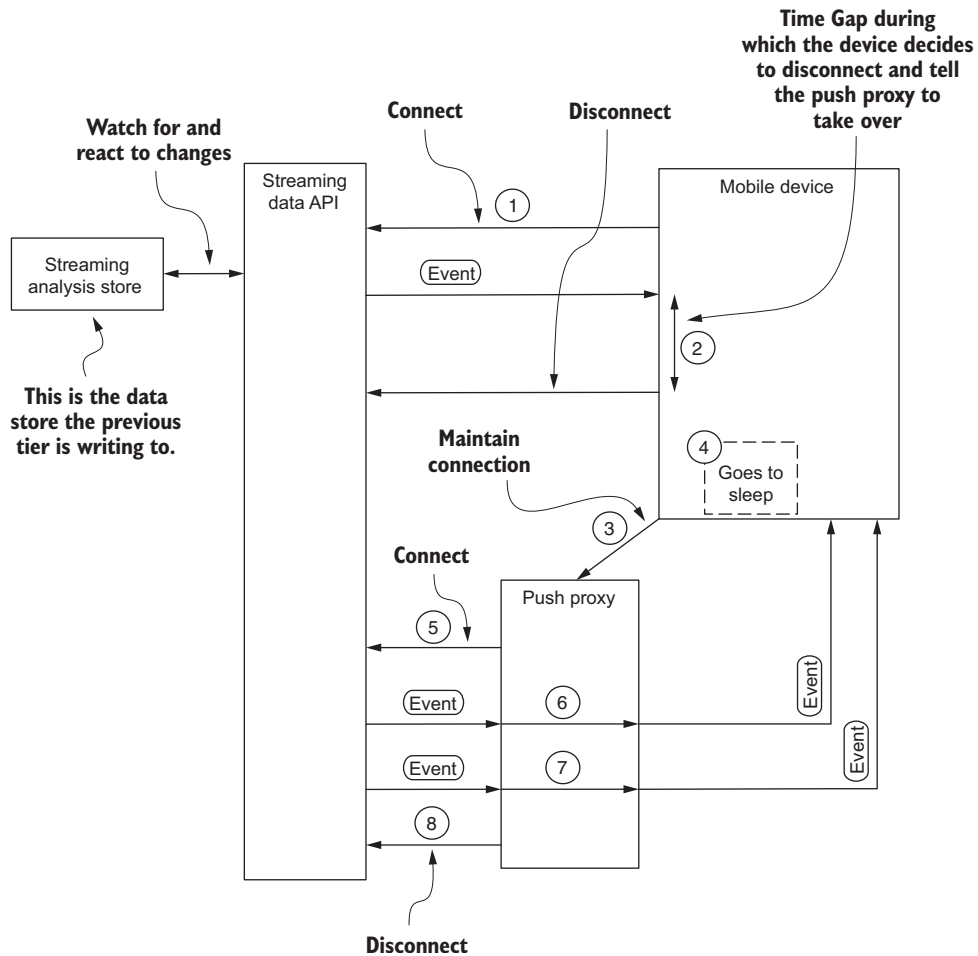 Time Gap during
which the device decides
to disconnect and tell
the push proxy to
take over
Connect
Disconnect
Watch for and
react to changes
Streaming
data API
Mobile device
1
Streaming
analysis store
Event
2
This is the data
store the previous
tier is writing to.
Maintain
connection
4
Goes to
sleep
3
Connect
Push proxy
5
Event
6
Event
Event
7
Event
8
Disconnect